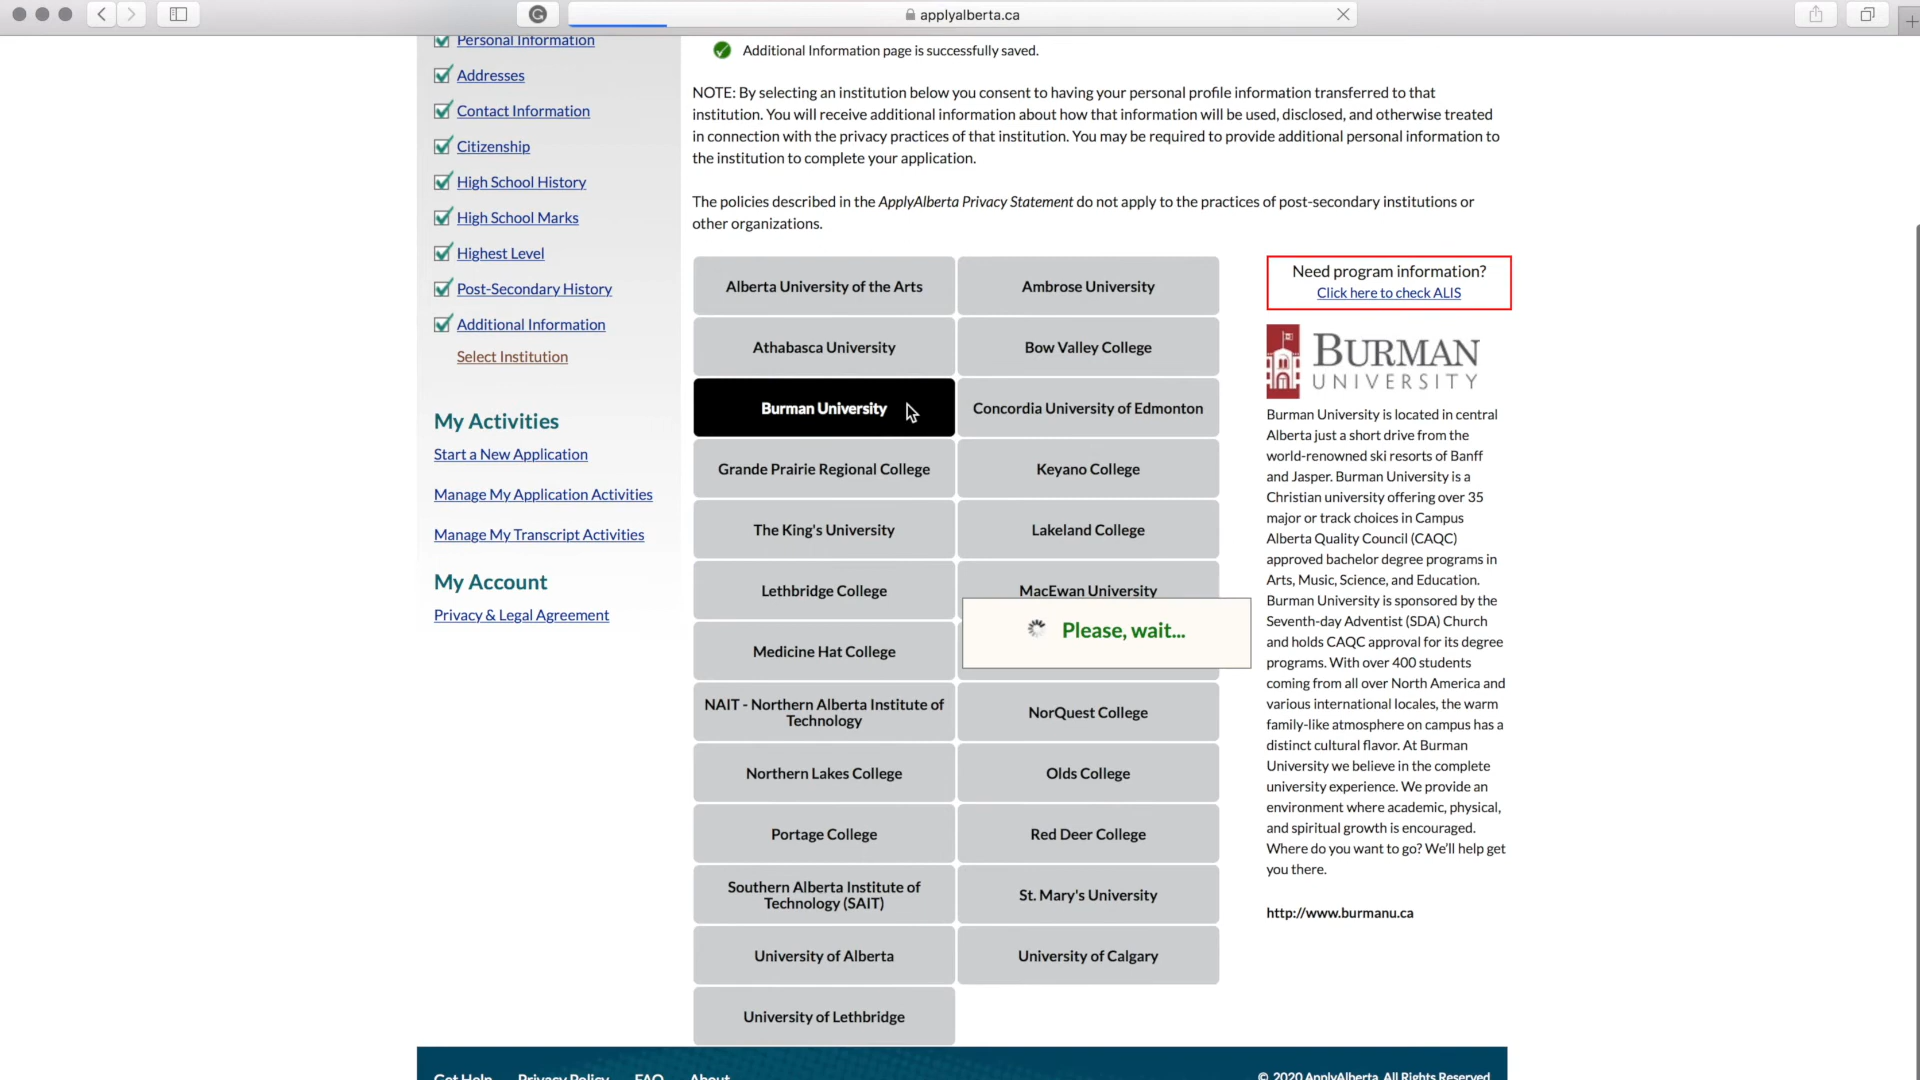 applyalberta.ca
Personal Information
Addresses
Contact Information
Citizenship
High School History
High School Marks
Highest Level
Post-Secondary History
Additional Information
Select Institution
My Activities
Start a New Application
Manage My Application Activities
Manage My Transcript Activities
My Account
Privacy & Legal Agreement
Additional Information page is successfully saved.
NOTE: By selecting an institution below you consent to having your personal profile information transferred to that
institution. You will receive additional information about how that information will be used, disclosed, and otherwise treated
in connection with the privacy practices of that institution. You may be required to provide additional personal information to
the institution to complete your application.
The policies described in the ApplyAlberta Privacy Statement do not apply to the practices of post-secondary institutions or
other organizations.
Alberta University of the Arts
Ambrose University
Athabasca University
Bow Valley College
Burman University
Concordia University of Edmonton
Grande Prairie Regional College
Keyano College
The King's University
Lakeland College
Lethbridge College
MacEwan University
Please, wait...
Medicine Hat College
NAIT - Northern Alberta Institute of
Technology
NorQuest College
Northern Lakes College
Olds College
Portage College
Red Deer College
Southern Alberta Institute of
Technology (SAIT)
St. Mary's University
University of Alberta
University of Calgary
University of Lethbridge
Need program information?
Click here to check ALIS
BURMAN
UNIVERSITY
Burman University is located in central
Alberta just a short drive from the
world-renowned ski resorts of Banff
and Jasper. Burman University is a
Christian university offering over 35
major or track choices in Campus
Alberta Quality Council (CAQC)
approved bachelor degree programs in
Arts, Music, Science, and Education.
Burman University is sponsored by the
Seventh-day Adventist (SDA) Church
and holds CAQC approval for its degree
programs. With over 400 students
coming from all over North America and
various international locales, the warm
family-like atmosphere on campus has a
distinct cultural flavor. At Burman
University we believe in the complete
university experience. We provide an
environment where academic, physical,
and spiritual growth is encouraged.
Where do you want to go? We'll help get
you there.
http://www.burmanu.ca
Get Help
Privacy Policy
FAQ
About
© 2020 ApplyAlberta. All Rights Reserved